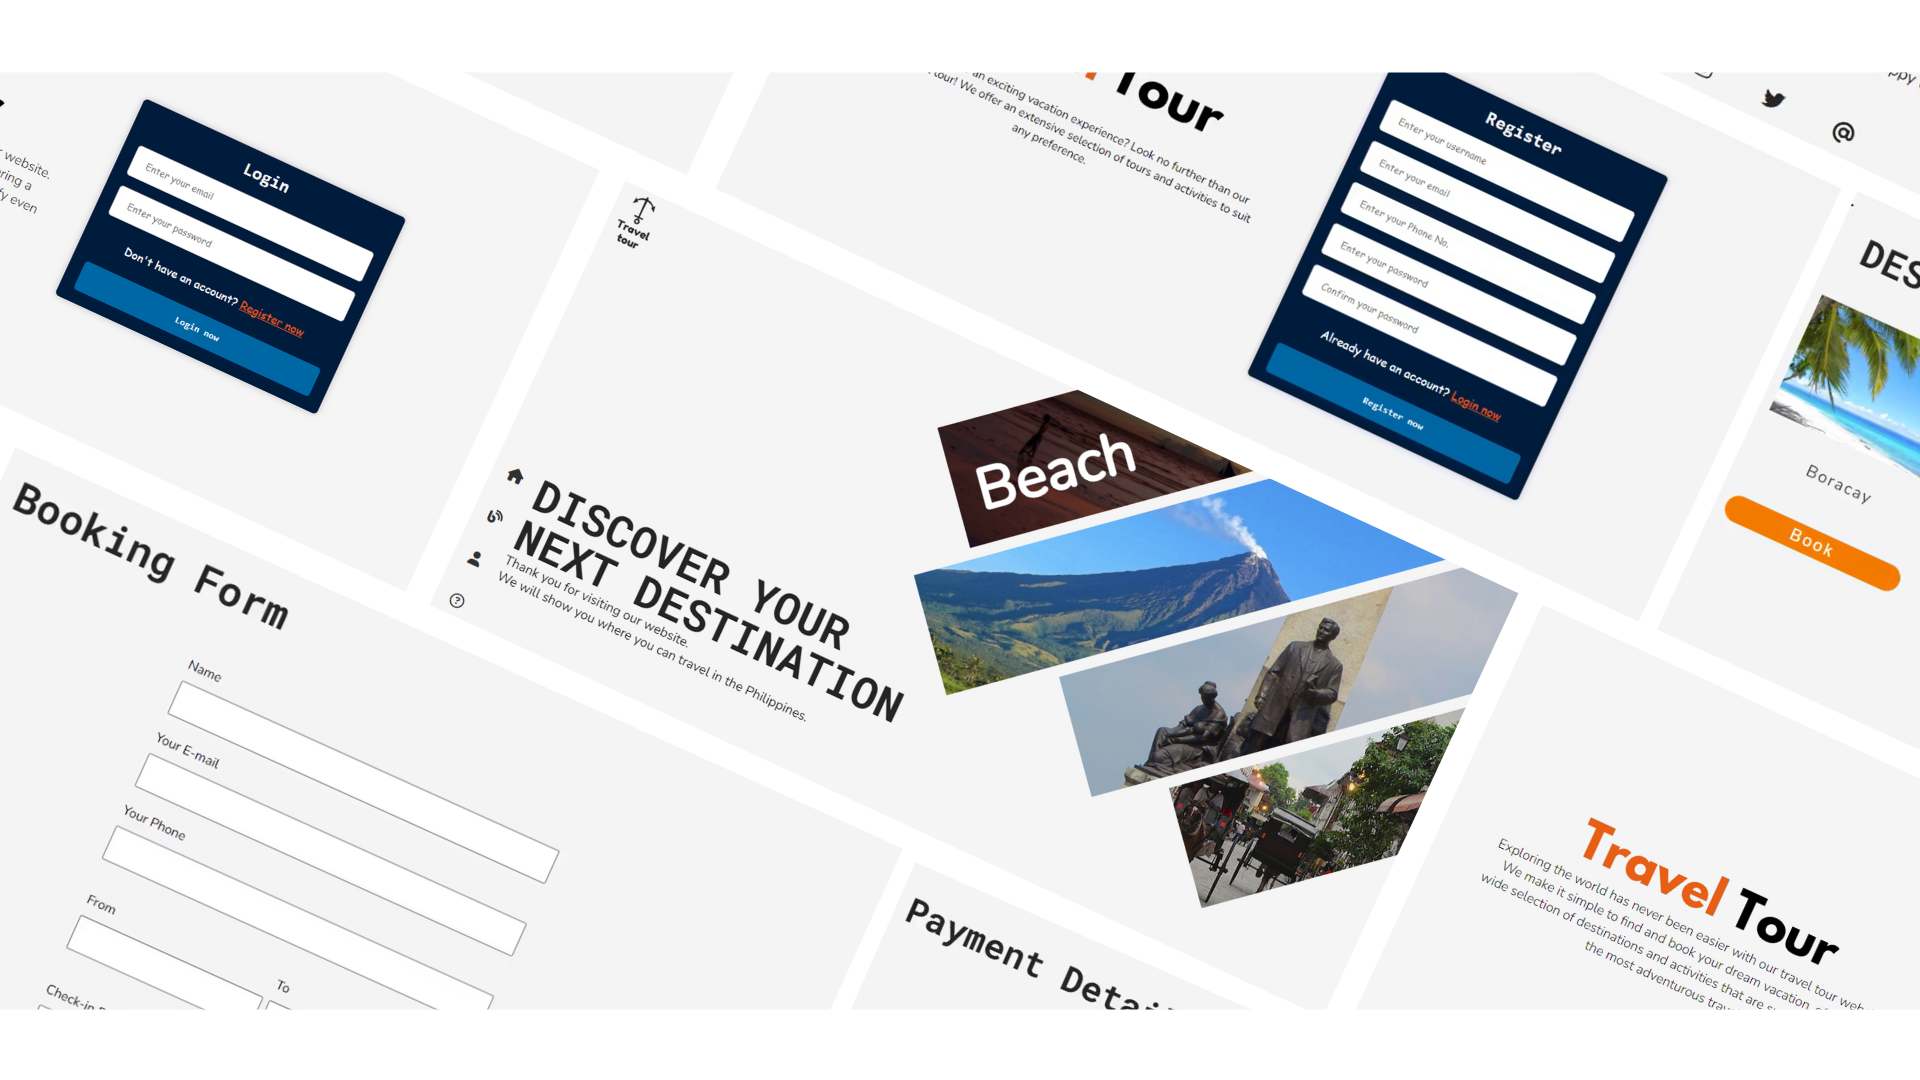 website.
ring a
fy even
Login
Enter your email
Enter your password
Don't have an account? Register now
Login now
Tour
an exciting vacation experience? Look no further than our
tour! We offer an extensive selection of tours and activities to suit
any preference.
Register
Enter your username
Enter your email
Enter your Phone No.
Enter your password
Confirm your password
Already have an account? Login now
Register now
@
DES
Boracay
Book
Travel
tour
DISCOVER YOUR
NEXT DESTINATION
Thank you for visiting our website.
We will show you where you can travel in the Philippines.
Beach
Booking Form
Name
Your E-mail
Your Phone
From
To
Check-in
Payment Detai
Travel Tour
Exploring the world has never been easier with our travel tour web
We make it simple to find and book your dream vacation.
wide selection of destinations and activities that are
the most adventurous trav